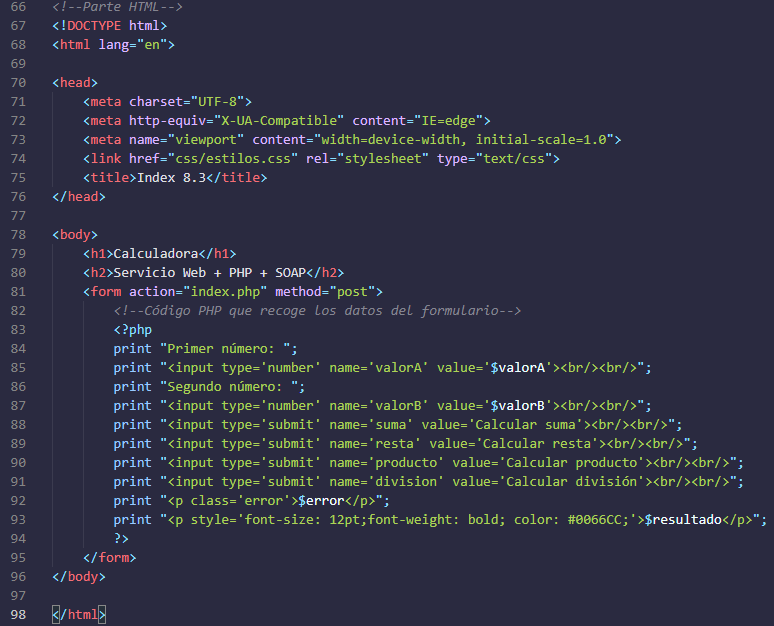 66 <!--Parte HTML-->
67 <!DOCTYPE html>
68 <html lang="en">
69
70 <head>
71     <meta charset="UTF-8">
72     <meta http-equiv="X-UA-Compatible" content="IE=edge">
73     <meta name="viewport" content="width=device-width, initial-scale=1.0">
74     <link href="css/estilos.css" rel="stylesheet" type="text/css">
75     <title>Index 8.3</title>
76 </head>
77
78 <body>
79     <h1>Calculadora</h1>
80     <h2>Servicio Web + PHP + SOAP</h2>
81     <form action="index.php" method="post">
82         <!--Código PHP que recoge los datos del formulario-->
83         <?php
84         print "Primer número: ";
85         print "<input type='number' name='valorA' value='$valorA'><br/><br/>";
86         print "Segundo número: ";
87         print "<input type='number' name='valorB' value='$valorB'><br/><br/>";
88         print "<input type='submit' name='suma' value='Calcular suma'><br/><br/>";
89         print "<input type='submit' name='resta' value='Calcular resta'><br/><br/>";
90         print "<input type='submit' name='producto' value='Calcular producto'><br/><br/>";
91         print "<input type='submit' name='division' value='Calcular división'><br/><br/>";
92         print "<p class='error'>$error</p>";
93         print "<p style='font-size: 12pt;font-weight: bold; color: #0066CC;'>$resultado</p>";
94         ?>
95     </form>
96 </body>
97
98 </html>